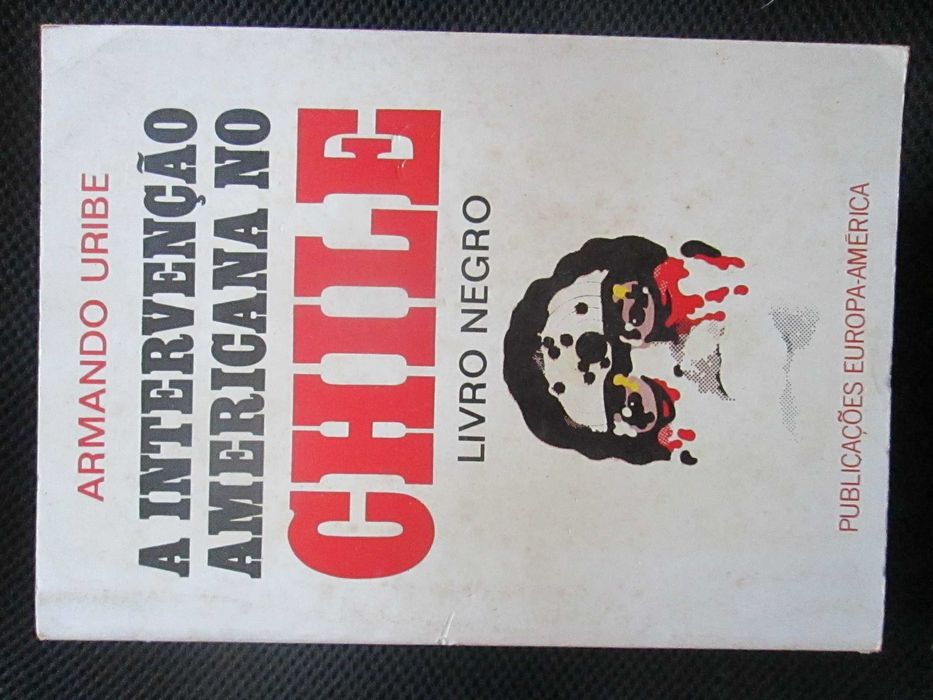 ARMANDO URIBE
A INTERVENÇÃO
AMERICANA NO
CHILE
LIVRO NEGRO
PUBLICAÇÕES EUROPA-AMÉRICA